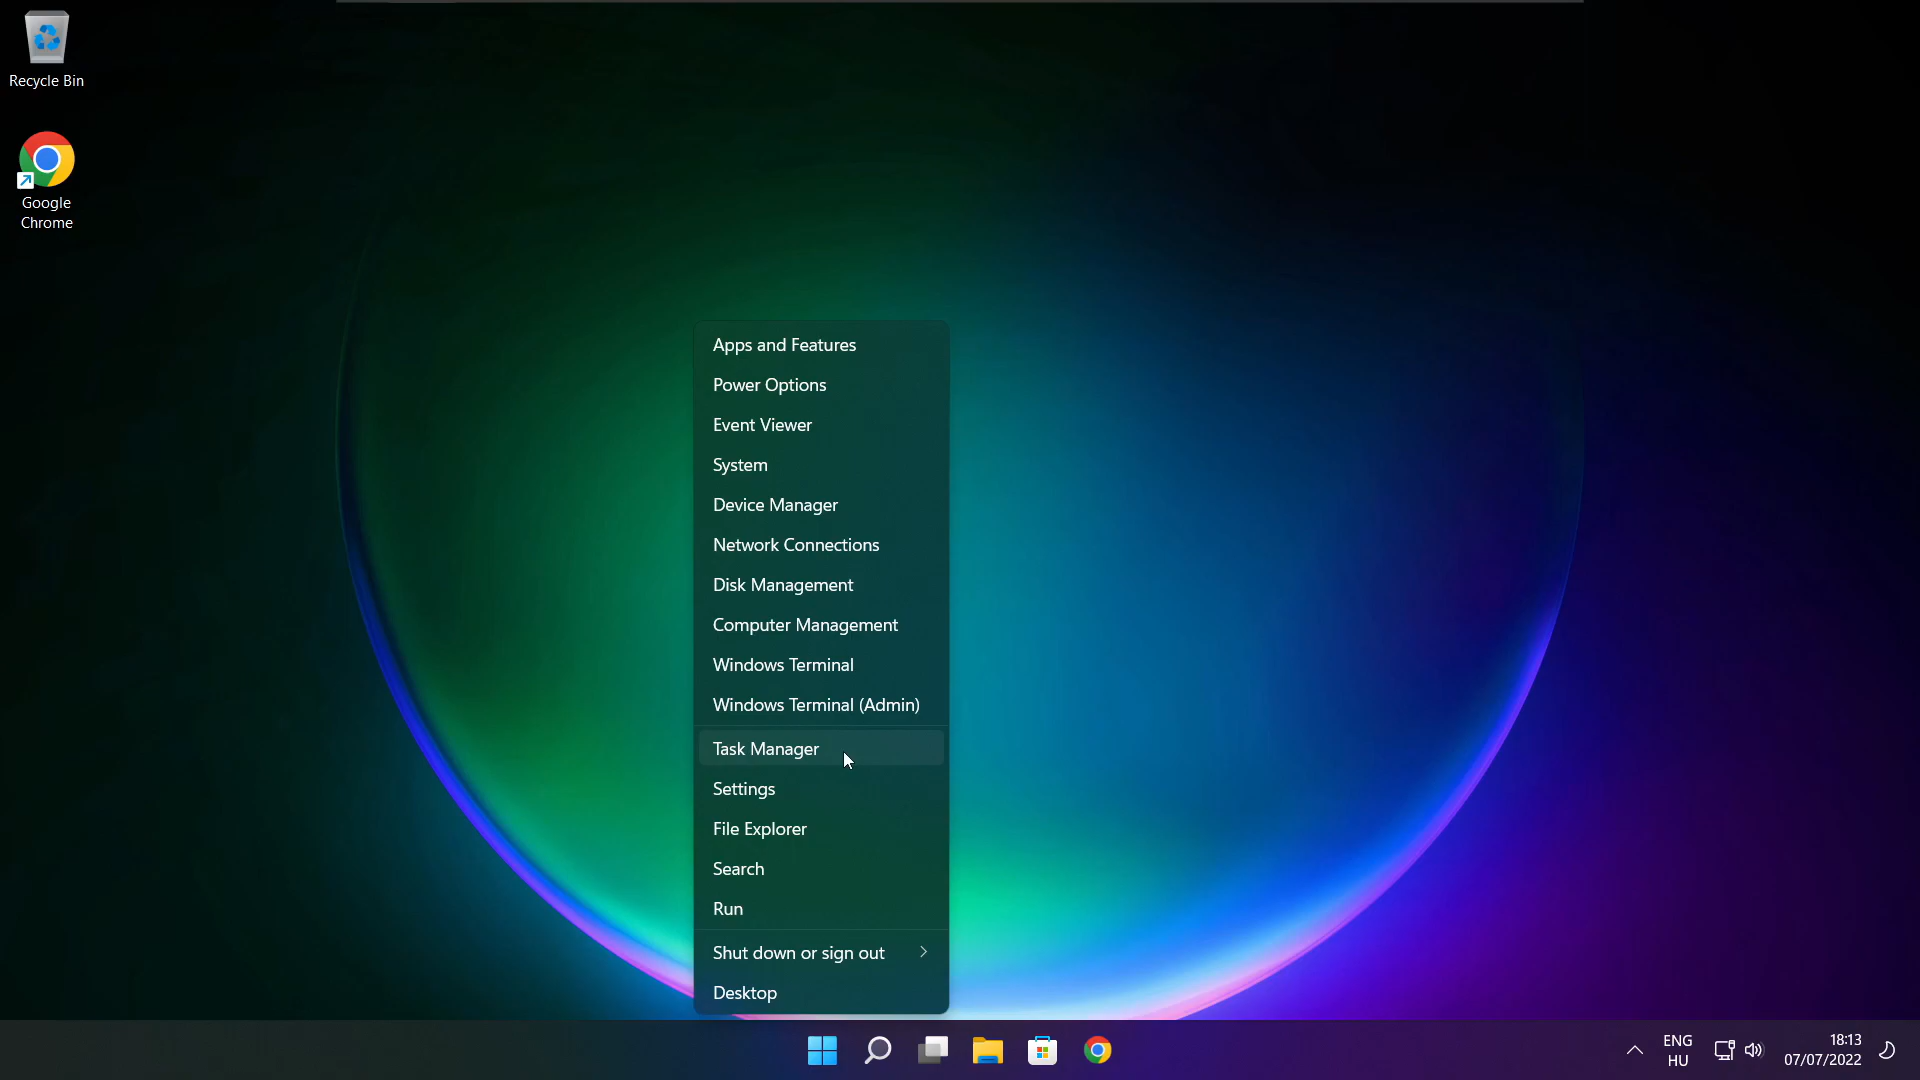 Recycle Bin
Google
Chrome
Apps and Features
Power Options
Event Viewer
System
Device Manager
Network Connections
Disk Management
Computer Management
Windows Terminal
Windows Terminal (Admin)
Task Manager
Settings
File Explorer
Search
Run
Shut down or sign out
Desktop
ENG
HU
18:13
07/07/2022